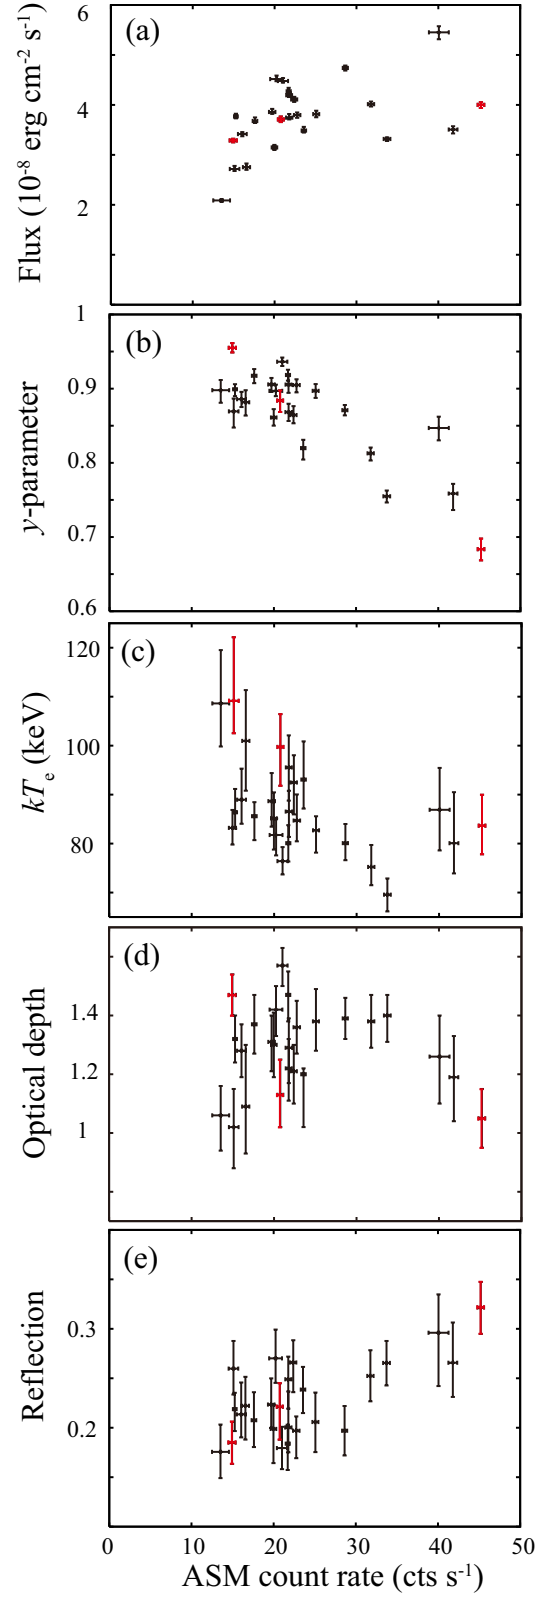 (a)
6
4
2
Flux (10-8 erg cm-2 s-1)
(b)
1
0.9
0.8
0.7
0.6
y-parameter
(c)
120
100
80
kTe (keV)
(d)
1.4
1.2
1
Optical depth
(e)
0.3
0.2
Reflection
0 10 20 30 40 50
ASM count rate (cts s-1)